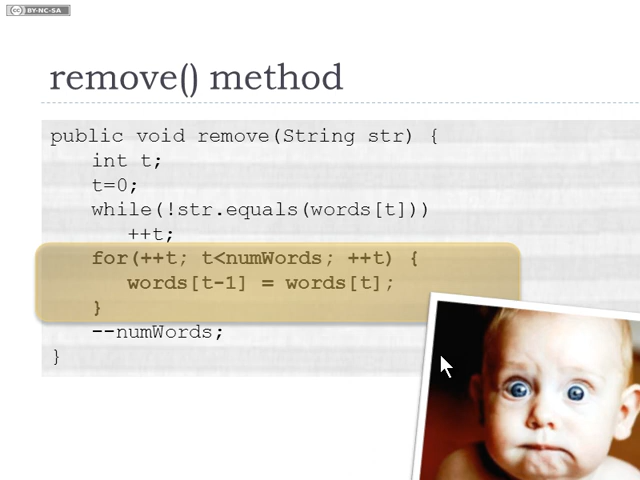 BY-NC-SA
remove() method
public void remove(String str) {
int t;
t=0;
while(!str.equals(words[t]))
++t;
for(++t; t<numWords; ++t) {
words[t-1] = words[t];
}
--numWords;
}